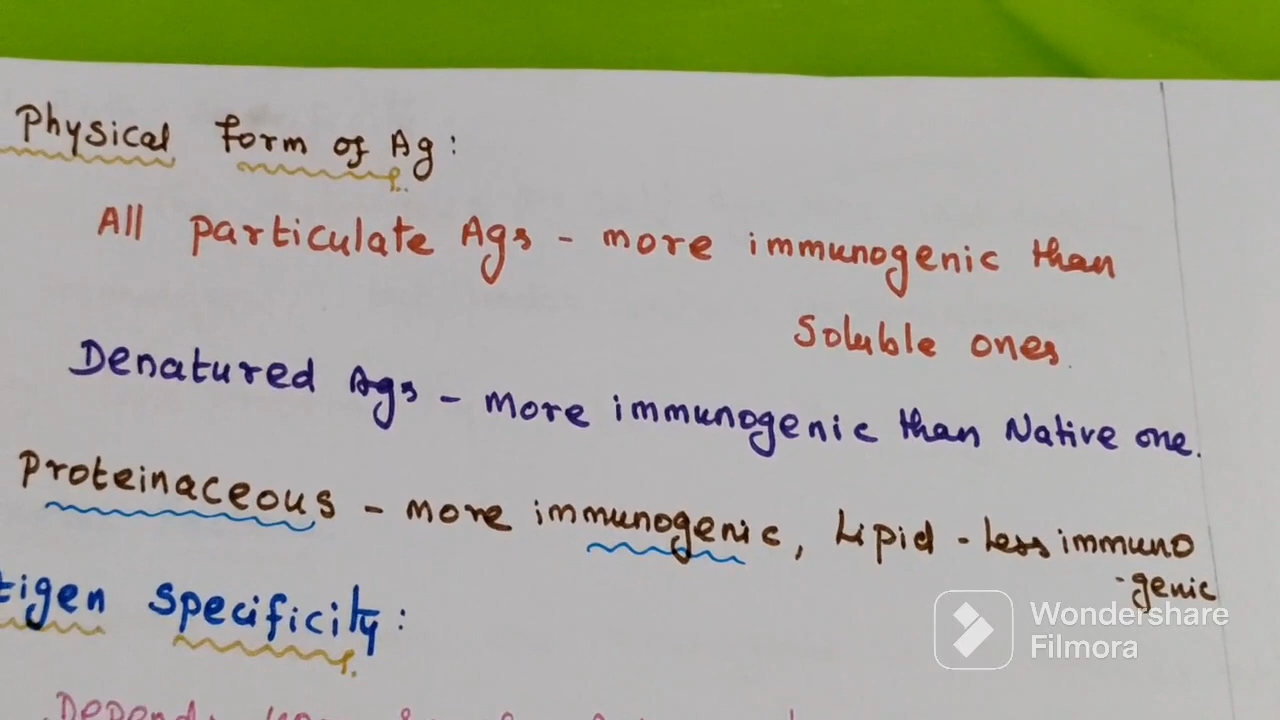 Physical form of Ag:
All particulate Ags - more immunogenic than
Soluble ones.
Denatured Ags - more immunogenic than Native one.
Proteinaceous - more immunogenic, Lipid - less immuno
-genic
tigen specificity:
Depends
Wondershare
Filmora